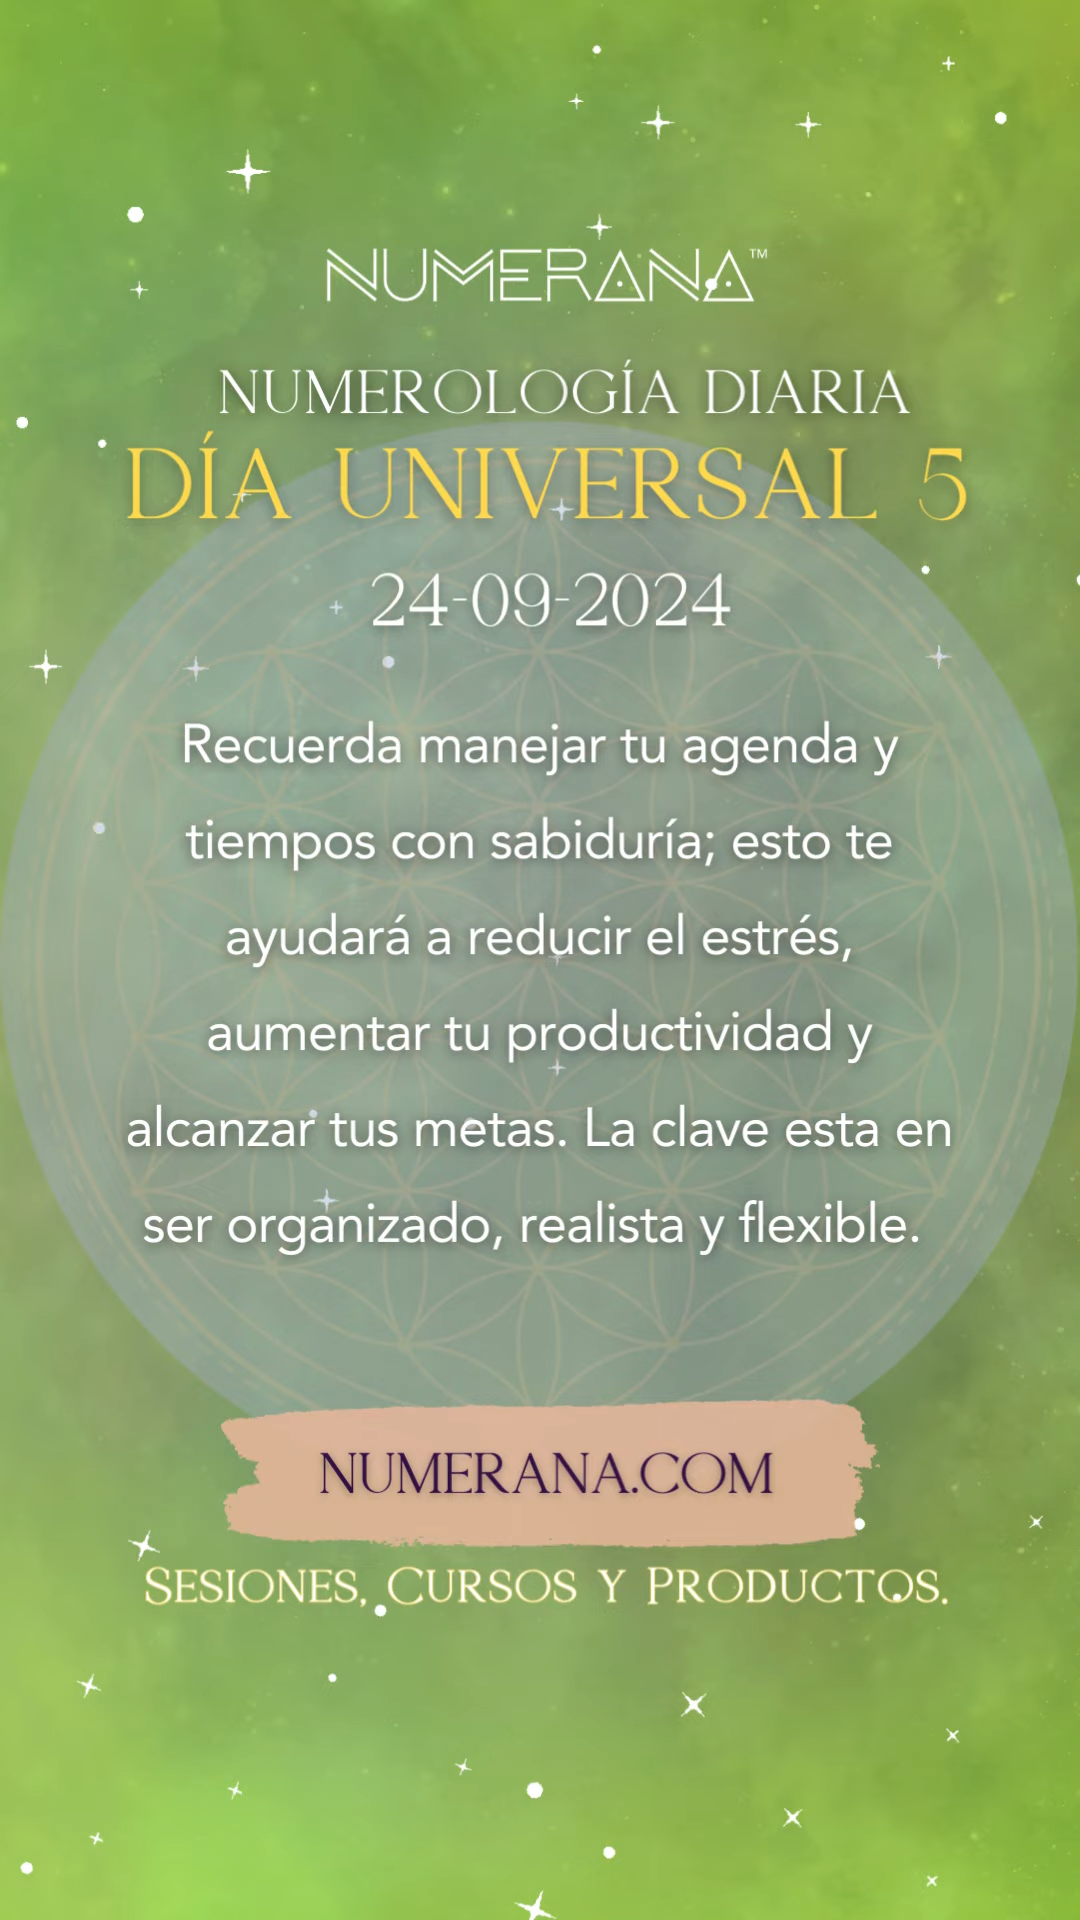 NUMERANA™
NUMEROLOGÍA DIARIA
DÍA UNIVERSAL 5
24-09-2024
Recuerda manejar tu agenda y
tiempos con sabiduría; esto te
ayudará a reducir el estrés,
aumentar tu productividad y
alcanzar tus metas. La clave esta en
ser organizado, realista y flexible.
NUMERANA.COM
Sesiones, Cursos y Productos.